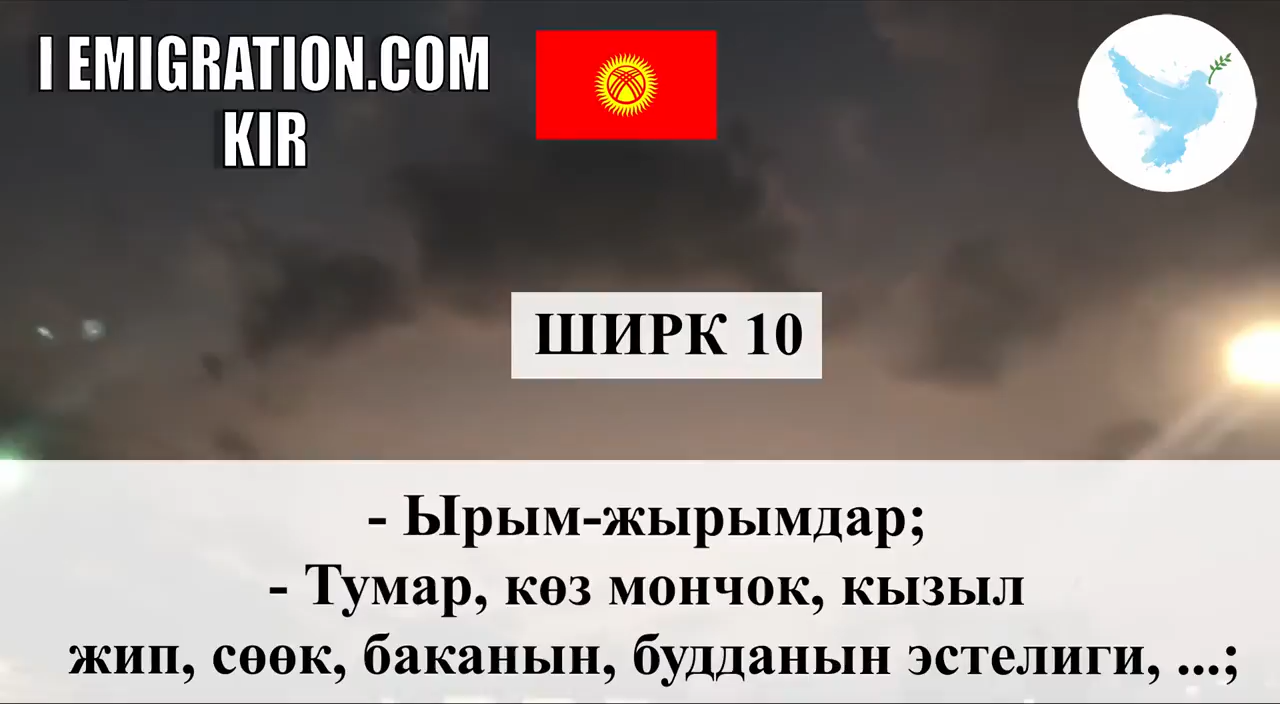 I EMIGRATION.COM
KIR
ШИРК 10
- Ырым-жырымдар;
- Тумар, көз мончок, кызыл
жип, сөөк, баканын, будданын эстелиги, ...;